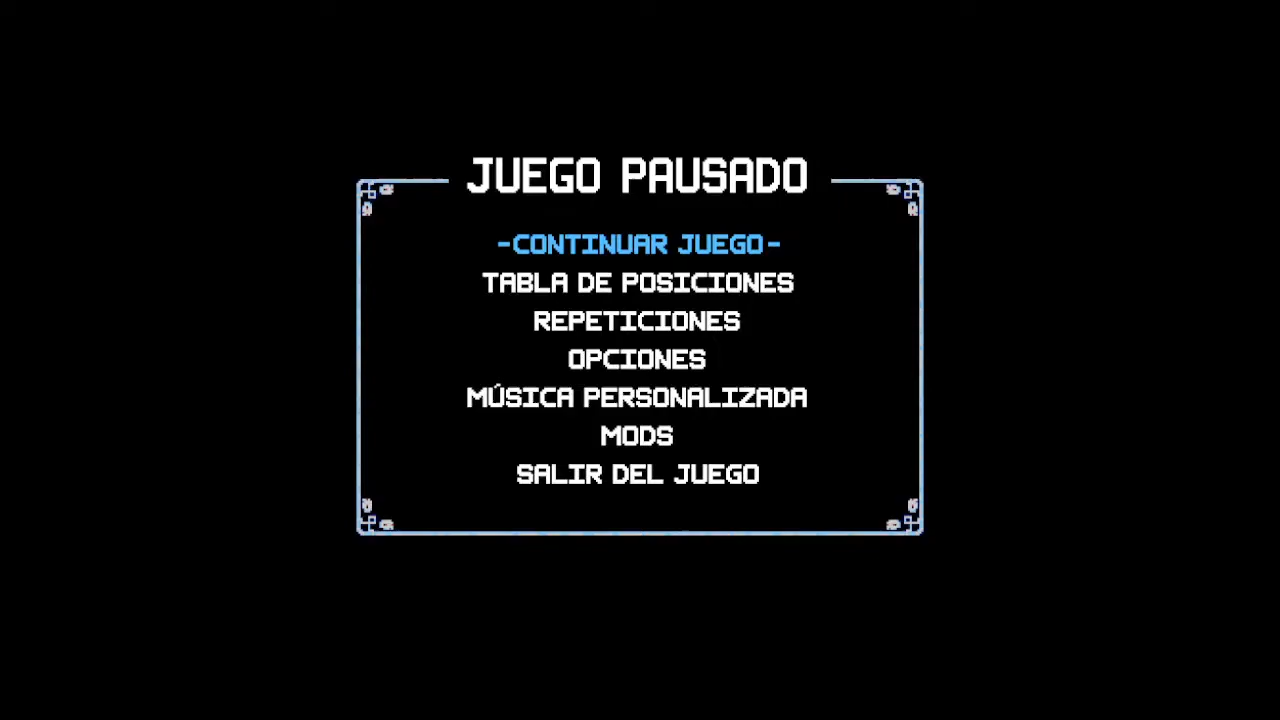 JUEGO PAUSADO
-CONTINUAR JUEGO-
TABLA DE POSICIONES
REPETICIONES
OPCIONES
MÚSICA PERSONALIZADA
MODS
SALIR DEL JUEGO